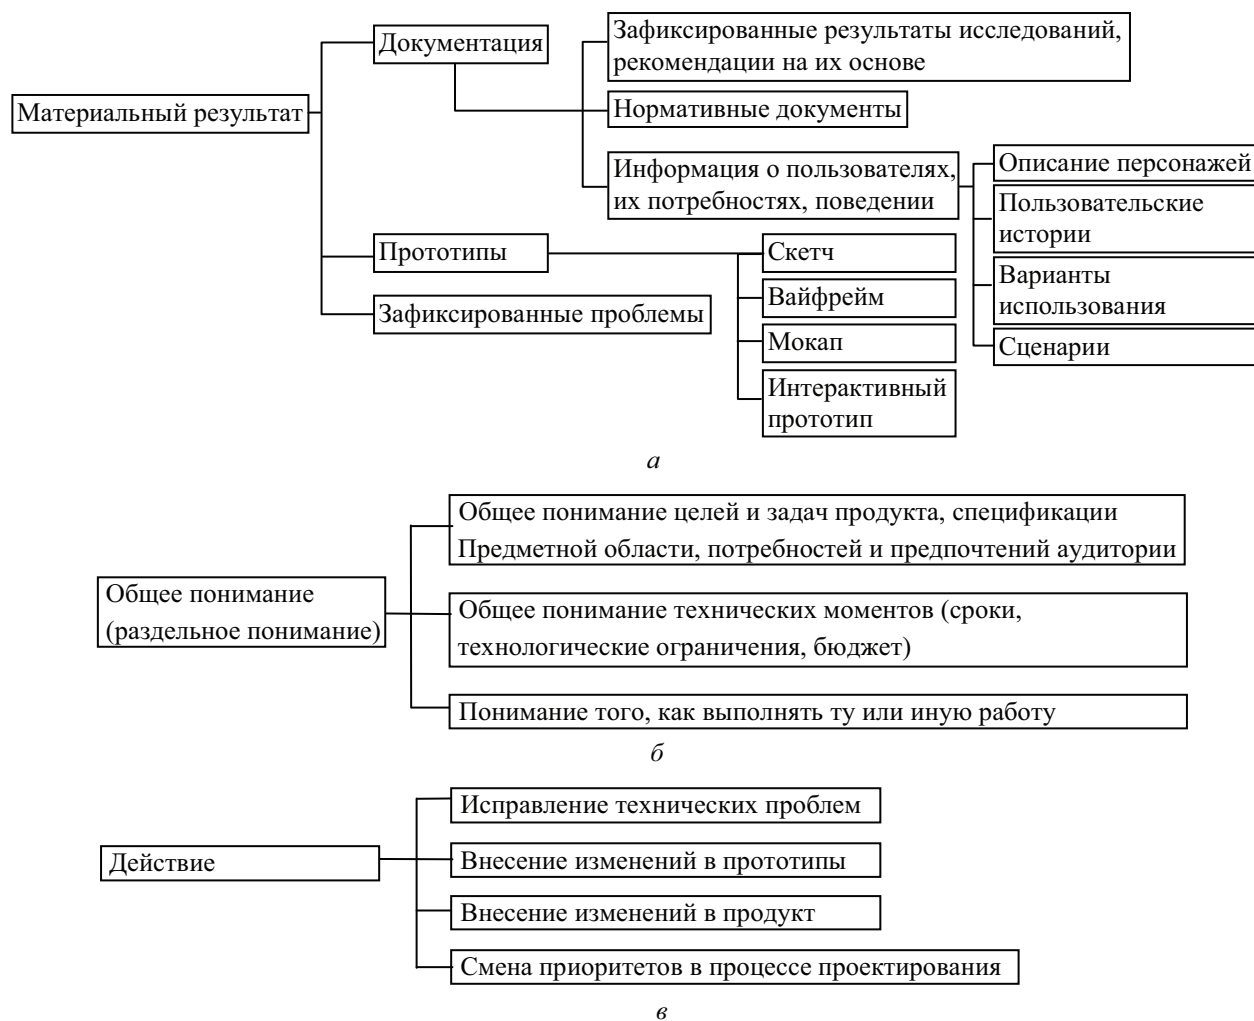 Документация
Зафиксированные результаты исследований,
рекомендации на их основе
Материальный результат
Нормативные документы
Информация о пользователях,
их потребностях, поведении
Описание персонажей
Пользовательские
истории
Варианты
использования
Сценарии
Прототипы
Скетч
Вайфрейм
Мокап
Интерактивный
прототип
Зафиксированные проблемы
а
Общее понимание
(раздельное понимание)
Общее понимание целей и задач продукта, спецификации
Предметной области, потребностей и предпочтений аудитории
Общее понимание технических моментов (сроки,
технологические ограничения, бюджет)
Понимание того, как выполнять ту или иную работу
б
Действие
Исправление технических проблем
Внесение изменений в прототипы
Внесение изменений в продукт
Смена приоритетов в процессе проектирования
в